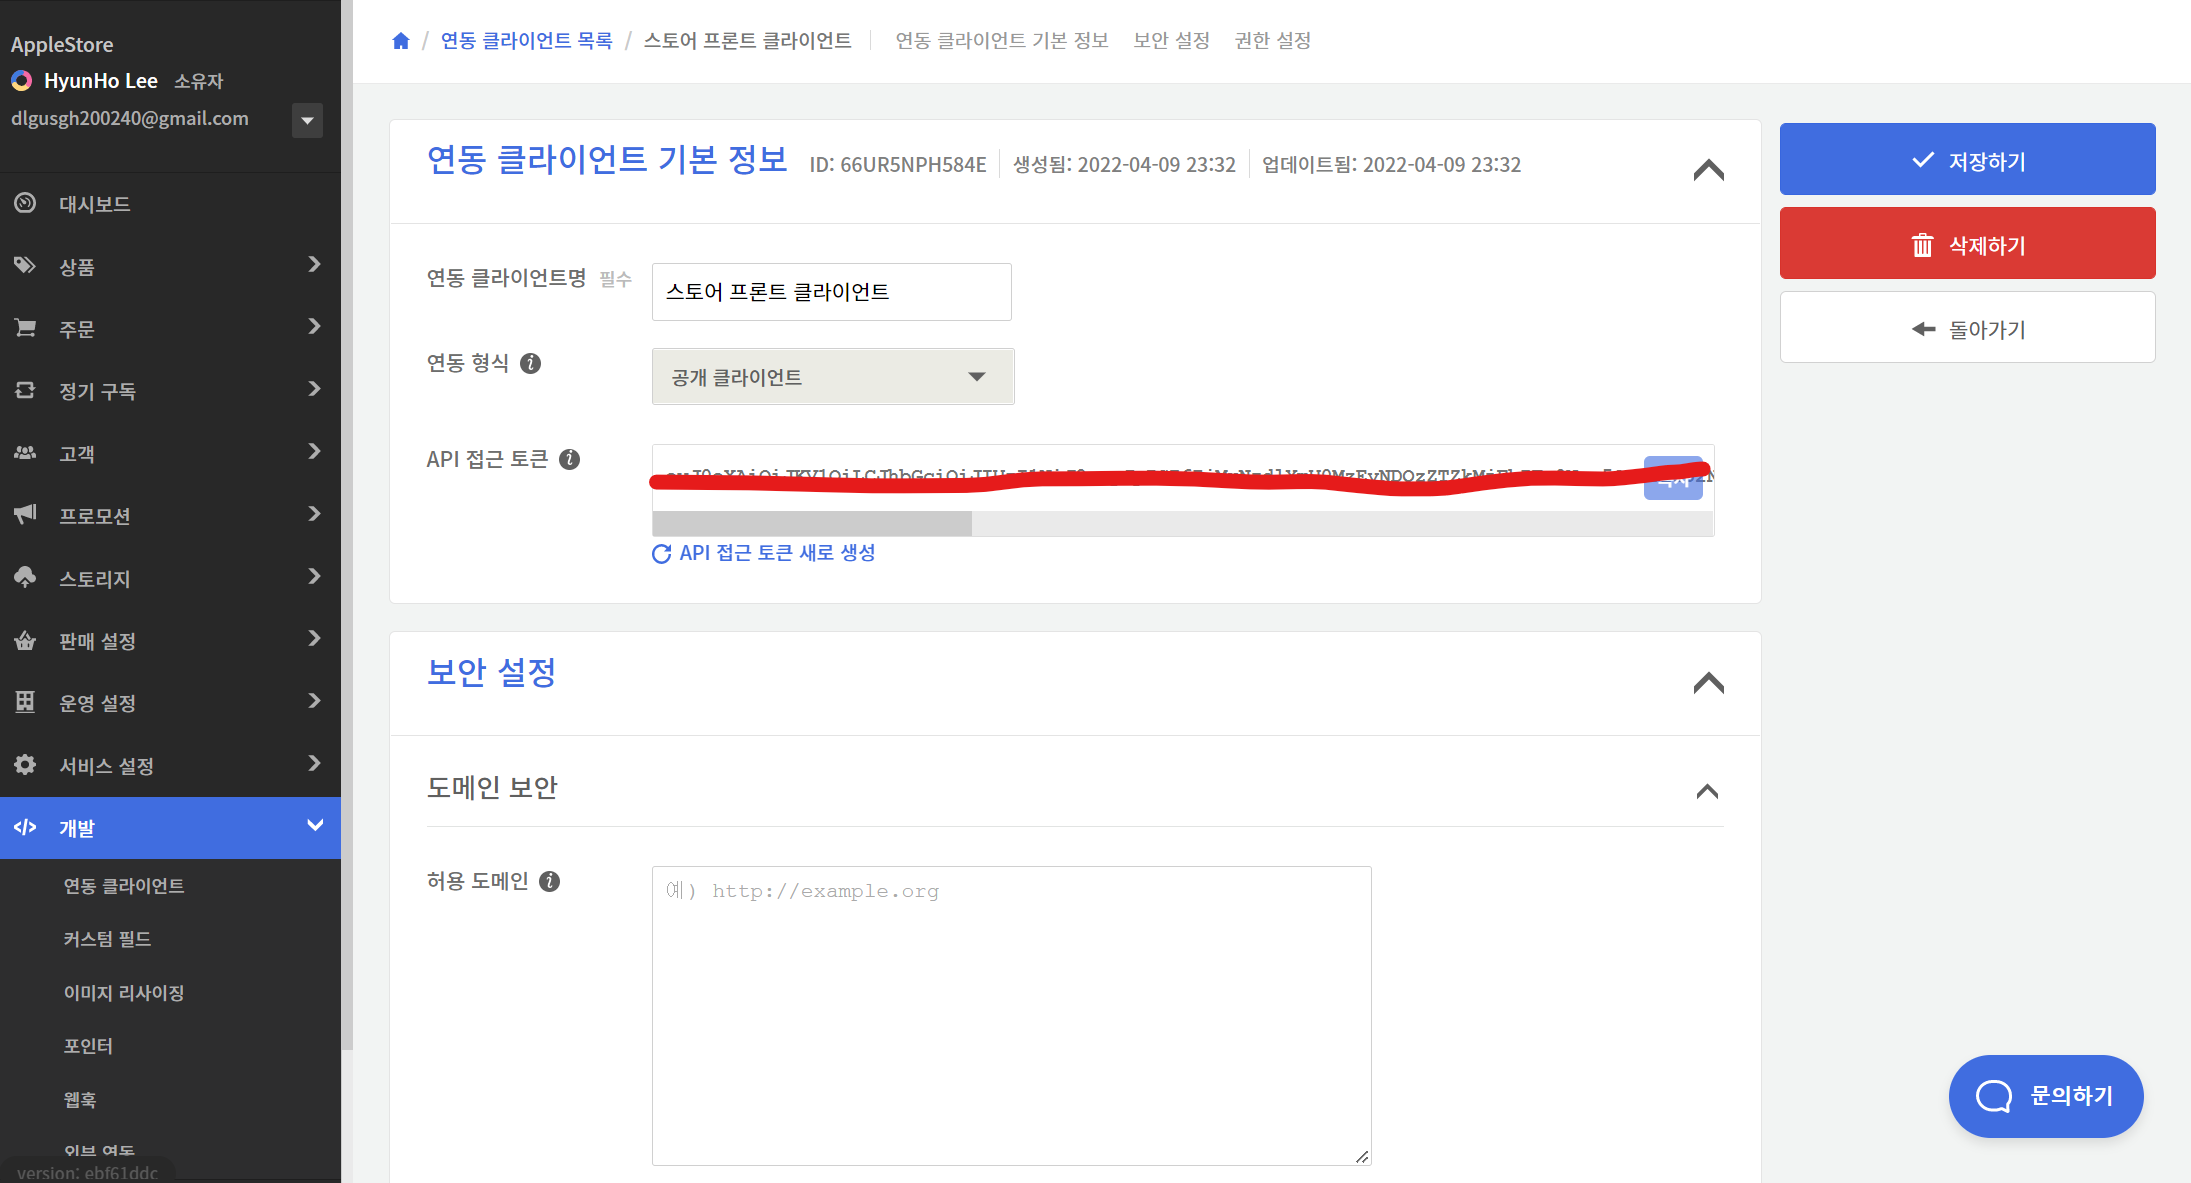 AppleStore
HyunHo Lee 소유자
dlgusgh200240@gmail.com
대시보드
상품
주문
정기 구독
고객
프로모션
스토리지
판매 설정
운영 설정
서비스 설정
개발
연동 클라이언트
커스텀 필드
이미지 리사이징
포인터
웹훅
외부 연동
version: ebf61ddc
/ 연동 클라이언트 목록 / 스토어 프론트 클라이언트 연동 클라이언트 기본 정보 보안 설정 권한 설정
연동 클라이언트 기본 정보 ID: 66UR5NPH584E 생성됨: 2022-04-09 23:32 업데이트됨: 2022-04-09 23:32
연동 클라이언트명 필수 스토어 프론트 클라이언트
연동 형식 공개 클라이언트
API 접근 토큰
API 접근 토큰 새로 생성
보안 설정
도메인 보안
허용 도메인 예) http://example.org
저장하기
삭제하기
돌아가기
문의하기